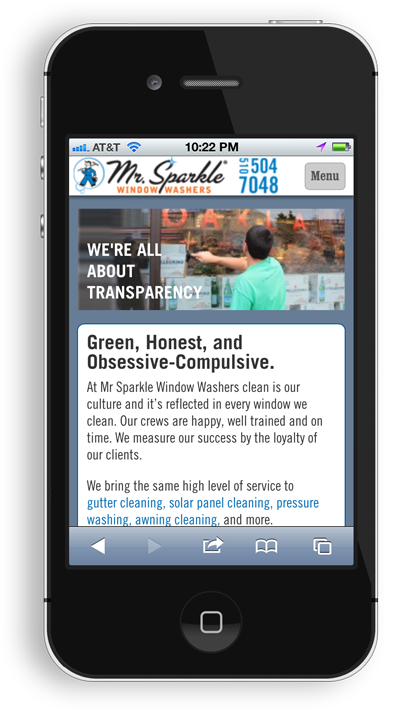 AT&T 10:22 PM
Mr. Sparkle®
WINDOW WASHERS
510 504
7048
Menu
WE'RE ALL
ABOUT
TRANSPARENCY
Green, Honest, and
Obsessive-Compulsive.
At Mr Sparkle Window Washers clean is our
culture and it's reflected in every window we
clean. Our crews are happy, well trained and on
time. We measure our success by the loyalty of
our clients.
We bring the same high level of service to
gutter cleaning, solar panel cleaning, pressure
washing, awning cleaning, and more.